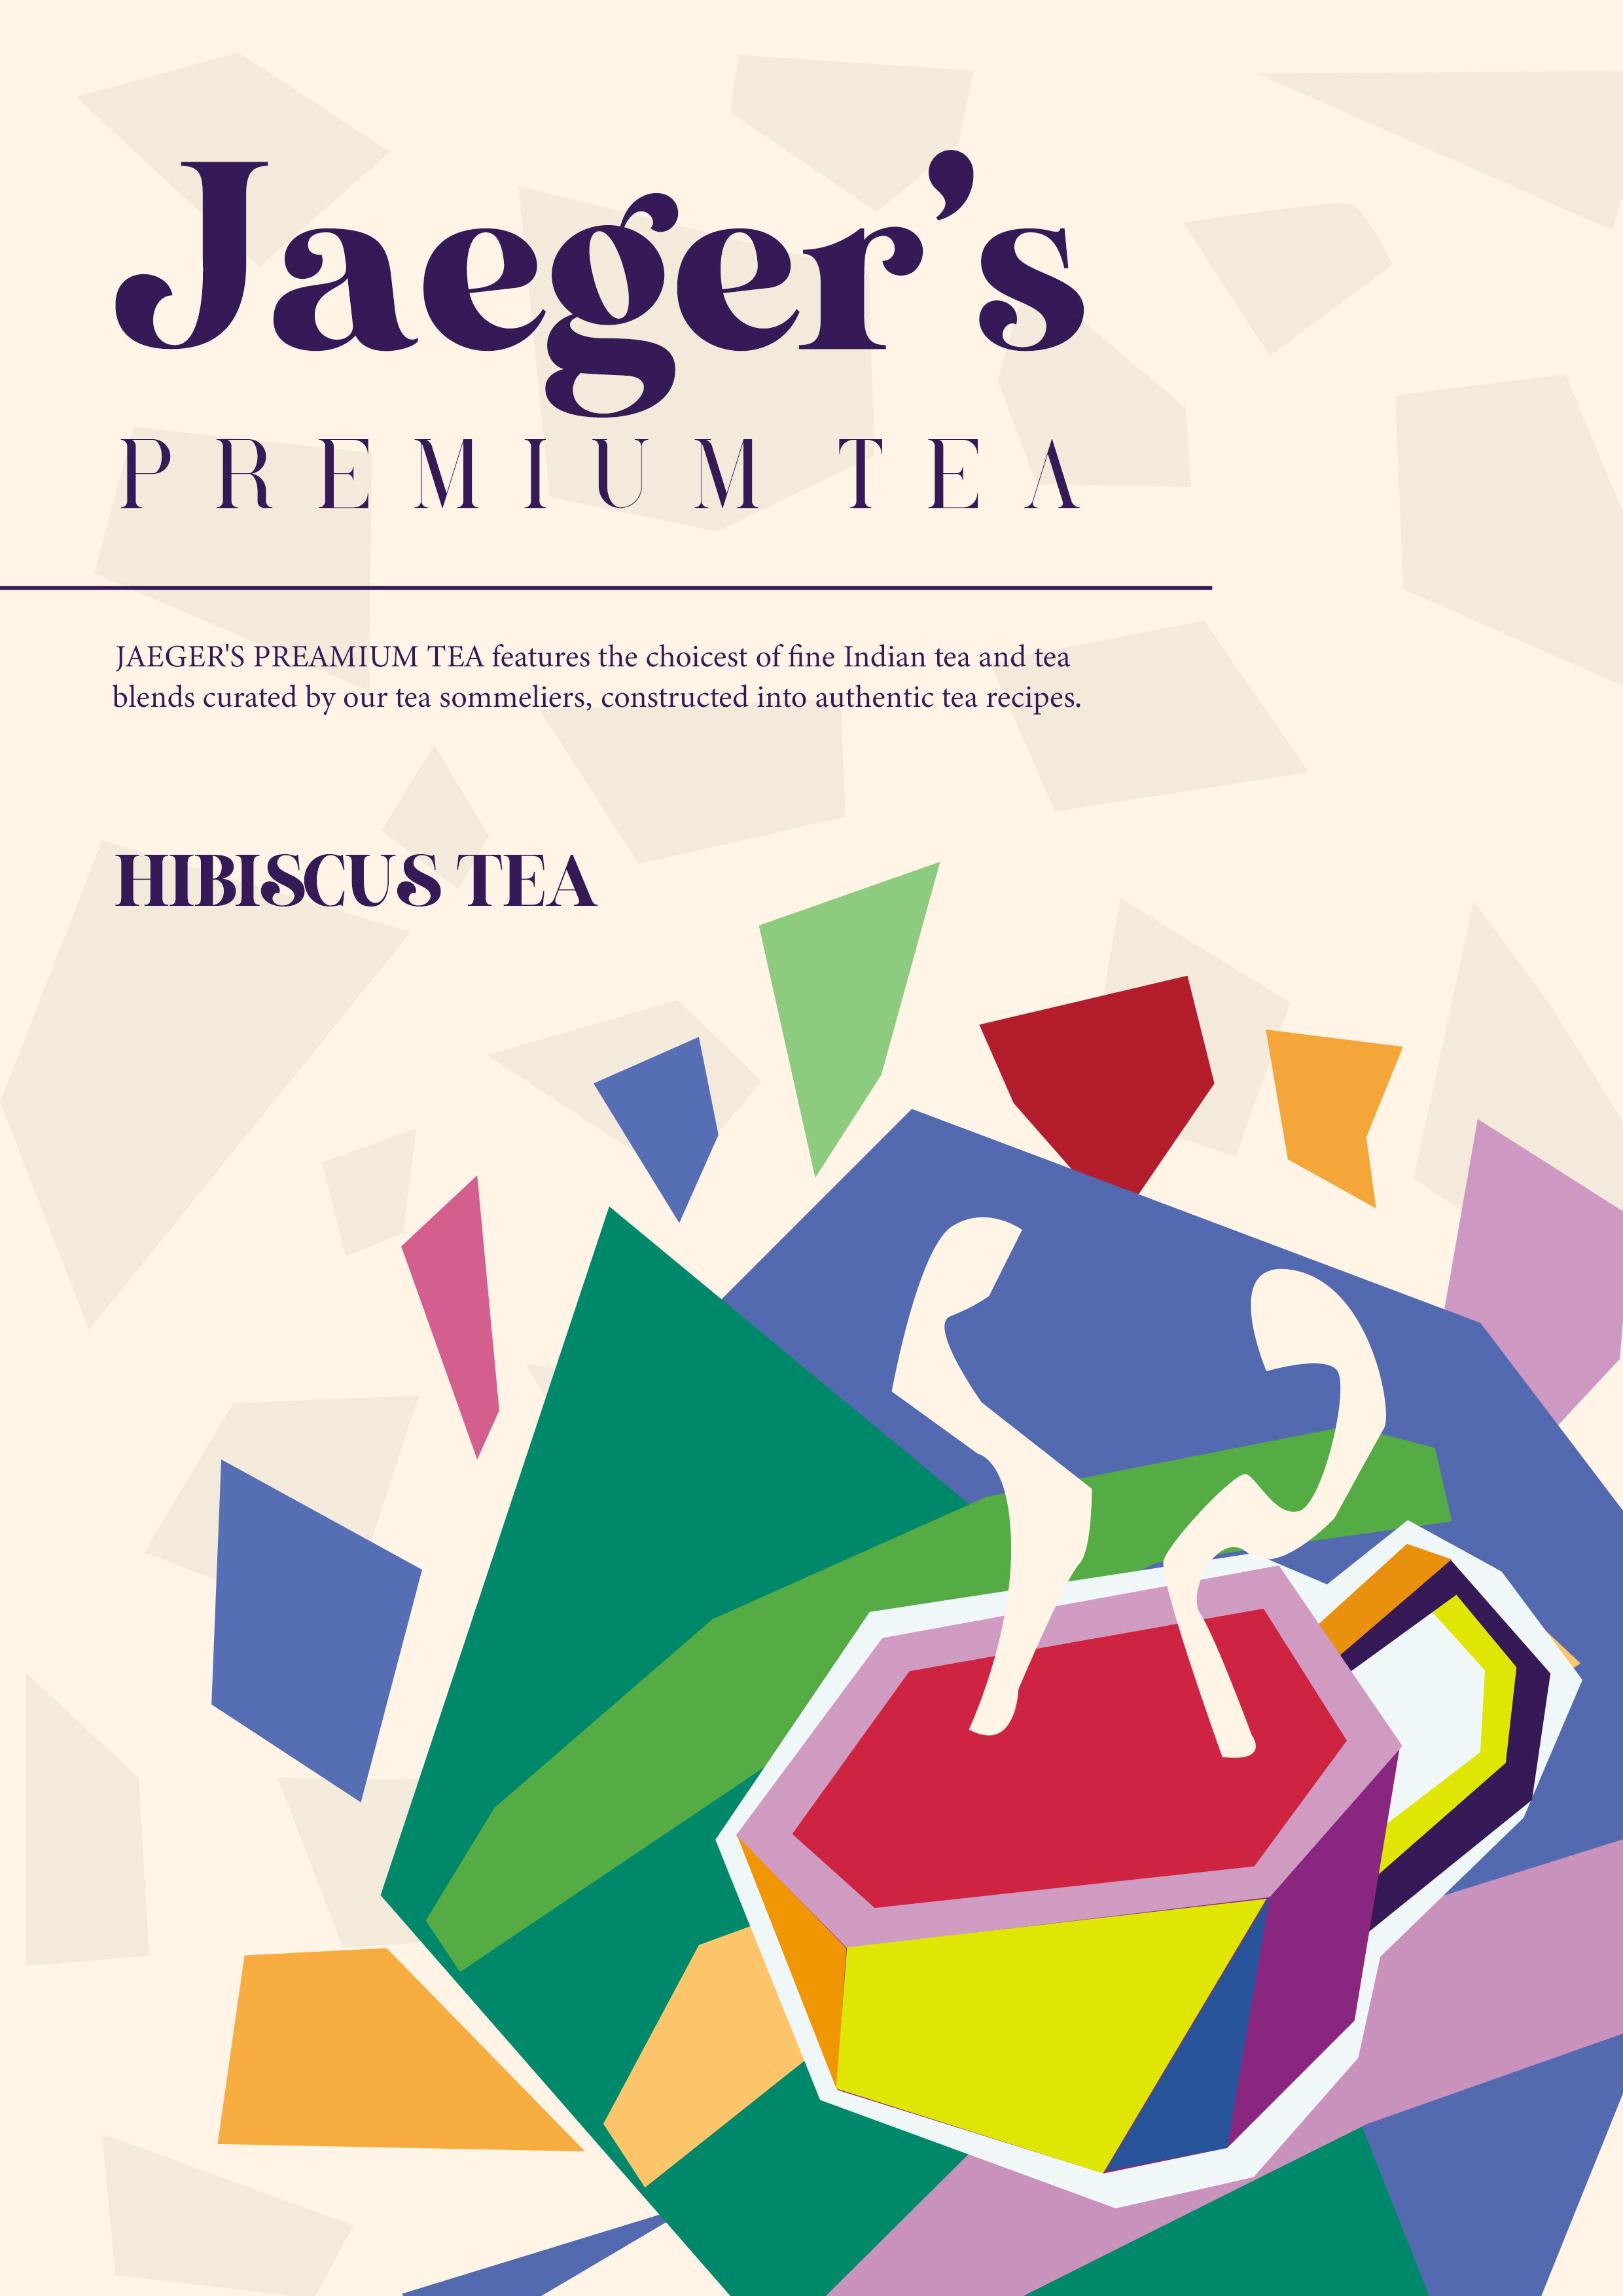 Jaeger’s
PREMIUM TEA
JAEGER'S PREAMIUM TEA features the choicest of fine Indian tea and tea
blends curated by our tea sommeliers, constructed into authentic tea recipes.
HIBISCUS TEA